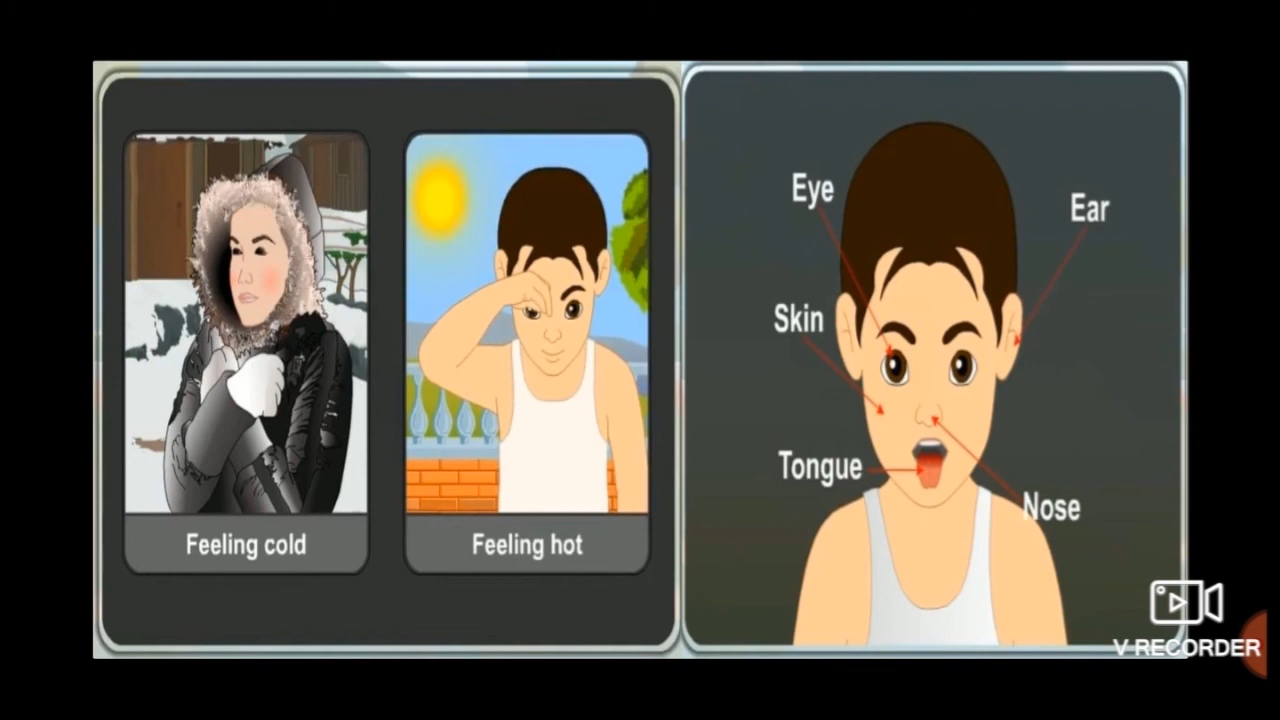 Feeling cold
Feeling hot
Eye
Ear
Skin
Tongue
Nose
V RECORDER